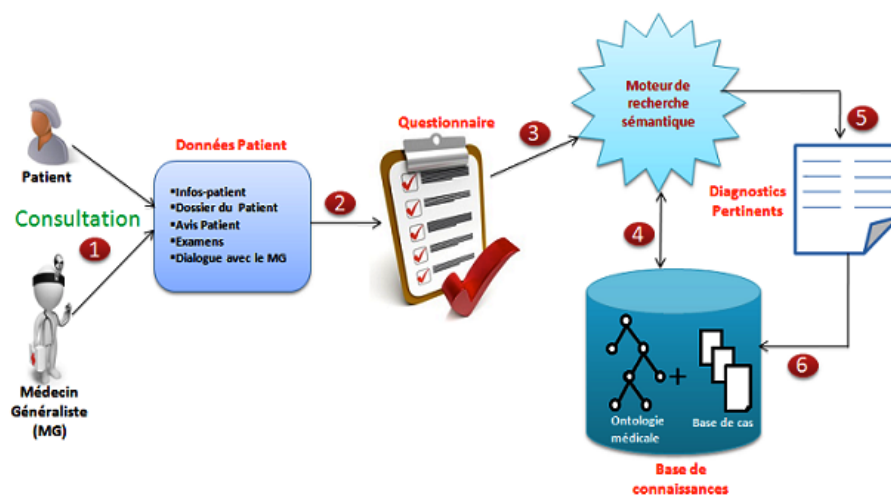 Patient
Consultation
1
Médecin
Généraliste
(MG)
Données Patient
▪Infos-patient
▪Dossier du Patient
▪Avis Patient
▪Examens
▪Dialogue avec le MG
2
Questionnaire
3
Moteur de
recherche
sémantique
4
5
Diagnostics
Pertinents
6
Ontologie
médicale
+
Base de cas
Base de
connaissances